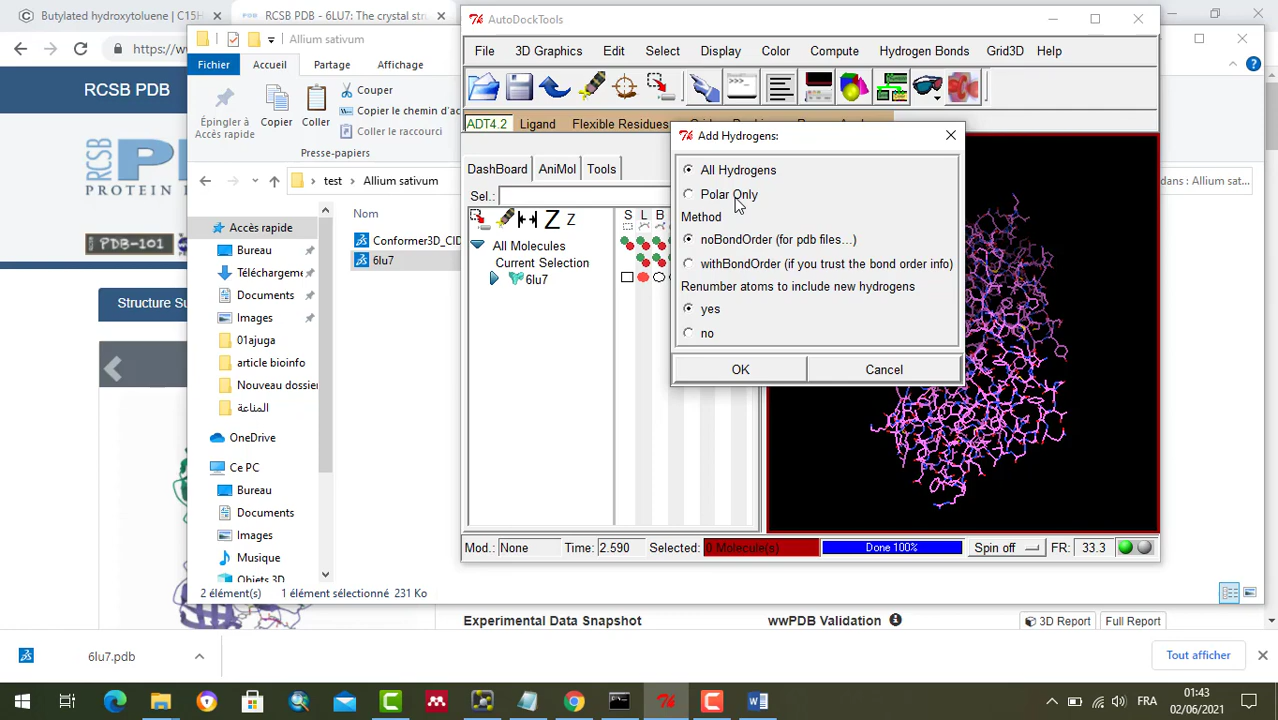 Butylated hydroxytoluene | C15H
RCSB PDB - 6LU7: The crystal stru
https://w
RCSB PDB
PROTEIN
PDB-101
Structure Su
Allium sativum
Fichier
Accueil
Partage
Affichage
Épingler à
Accès rapide
Copier
Coller
Couper
Copier le chemin d'ac
Coller le raccourci
Presse-papiers
test
Allium sativum
: Allium sativ...
Nom
Conformer3D_CID
6lu7
Accès rapide
Bureau
Téléchargeme
Documents
Images
01ajuga
article bioinfo
Nouveau dossier
المناعة
OneDrive
Ce PC
Bureau
Documents
Images
Musique
Objets 3D
2 élément(s)
1 élément sélectionné 231 Ko
AutoDockTools
File
3D Graphics
Edit
Select
Display
Color
Compute
Hydrogen Bonds
Grid3D
Help
ADT4.2
Ligand
Flexible Residues
DashBoard
AniMol
Tools
Sel.:
S L B
All Molecules
Current Selection
6lu7
Add Hydrogens:
All Hydrogens
Polar Only
Method
noBondOrder (for pdb files...)
withBondOrder (if you trust the bond order info)
Renumber atoms to include new hydrogens
yes
no
OK
Cancel
Mod.:
None
Time:
2.590
Selected:
0 Molecule(s)
Done 100%
Spin off
FR:
33.3
Experimental Data Snapshot
wwPDB Validation
3D Report
Full Report
6lu7.pdb
Tout afficher
FRA
01:43
02/06/2021